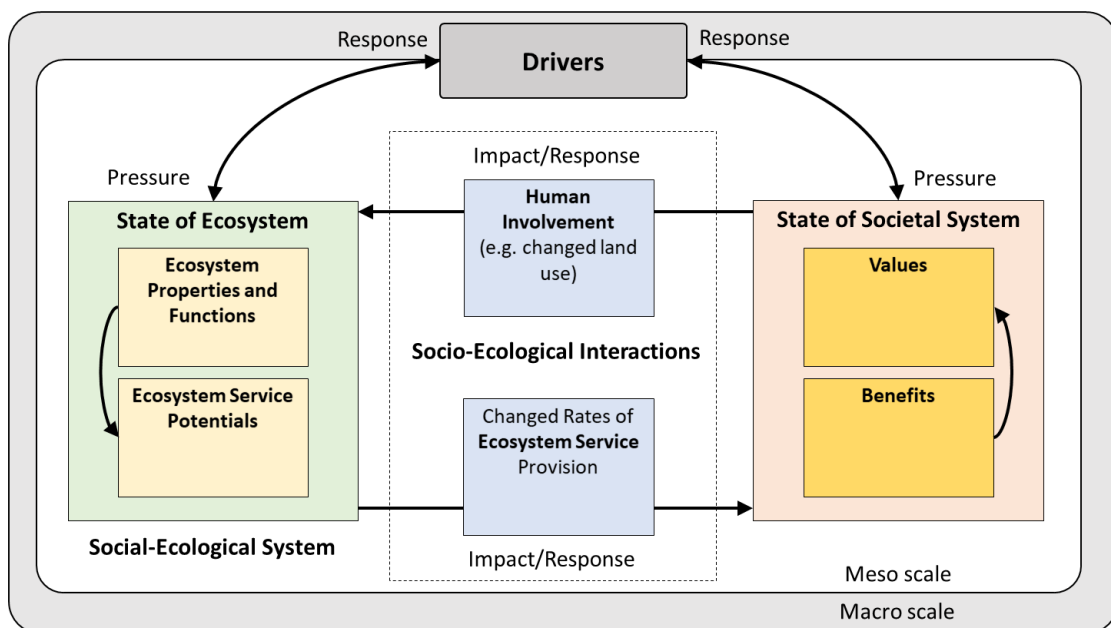 Response
Drivers
Response
Pressure
Impact/Response
Pressure
State of Ecosystem
Ecosystem
Properties and
Functions
Ecosystem Service
Potentials
Human
Involvement
(e.g. changed land
use)
Socio-Ecological Interactions
Changed Rates of
Ecosystem Service
Provision
Impact/Response
State of Societal System
Values
Benefits
Social-Ecological System
Meso scale
Macro scale